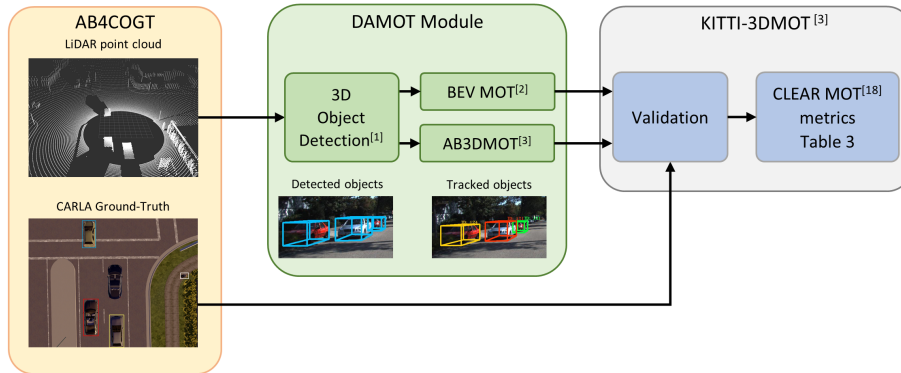 AB4COGT
LiDAR point cloud
CARLA Ground-Truth
DAMOT Module
3D
Object
Detection[1]
BEV MOT[2]
AB3DMOT[3]
Detected objects
Tracked objects
KITTI-3DMOT [3]
Validation
CLEAR MOT[18]
metrics
Table 3